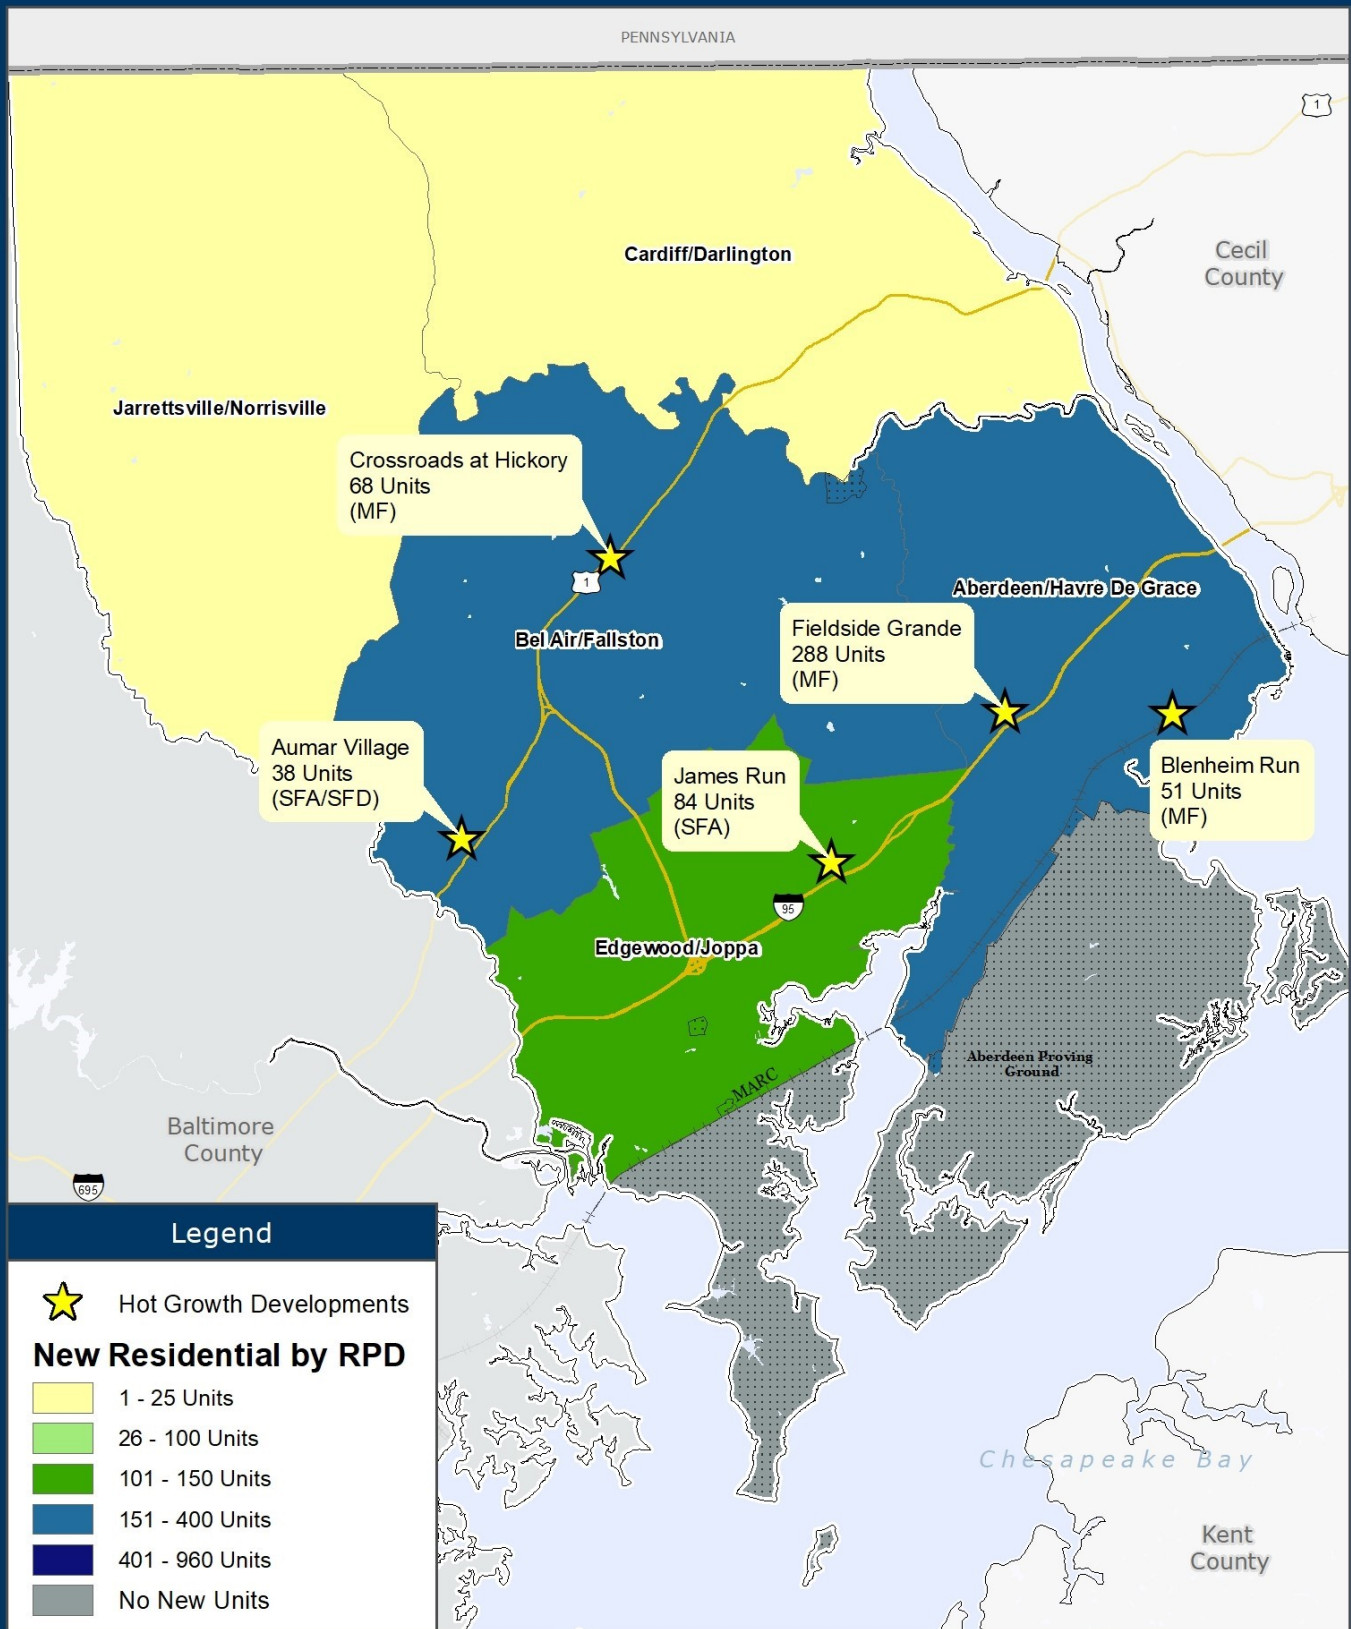 PENNSYLVANIA
1
Cecil
County
Cardiff/Darlington
Jarrettsville/Norrisville
Crossroads at Hickory
68 Units
(MF)
1
Aberdeen/Havre De Grace
Bel Air/Fallston
Fieldside Grande
288 Units
(MF)
Aumar Village
38 Units
(SFA/SFD)
James Run
84 Units
(SFA)
Blenheim Run
51 Units
(MF)
95
Edgewood/Joppa
Aberdeen Proving
Ground
MARC
Baltimore
County
695
Legend
Hot Growth Developments
New Residential by RPD
1 - 25 Units
26 - 100 Units
101 - 150 Units
151 - 400 Units
401 - 960 Units
No New Units
Chesapeake Bay
Kent
County